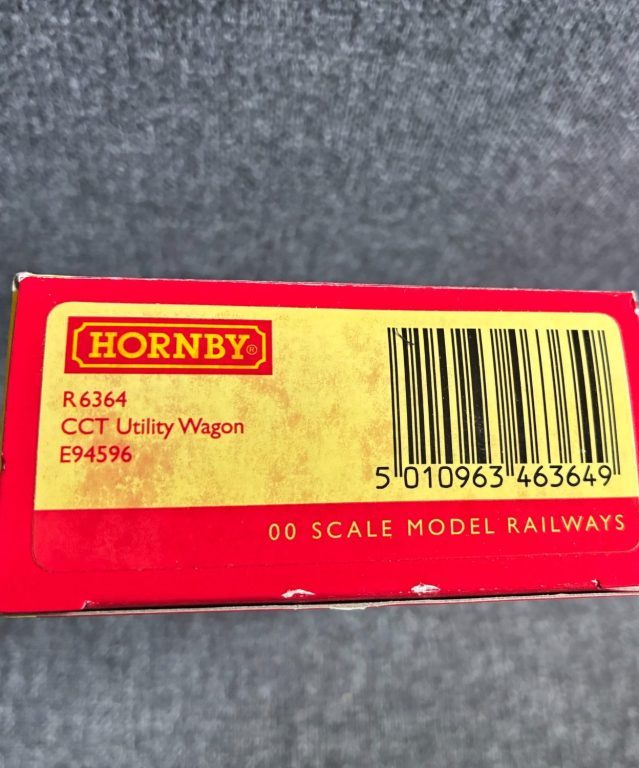 HORNBY®
R6364
CCT Utility Wagon
E94596
5 010963 463649
00 SCALE MODEL RAILWAYS